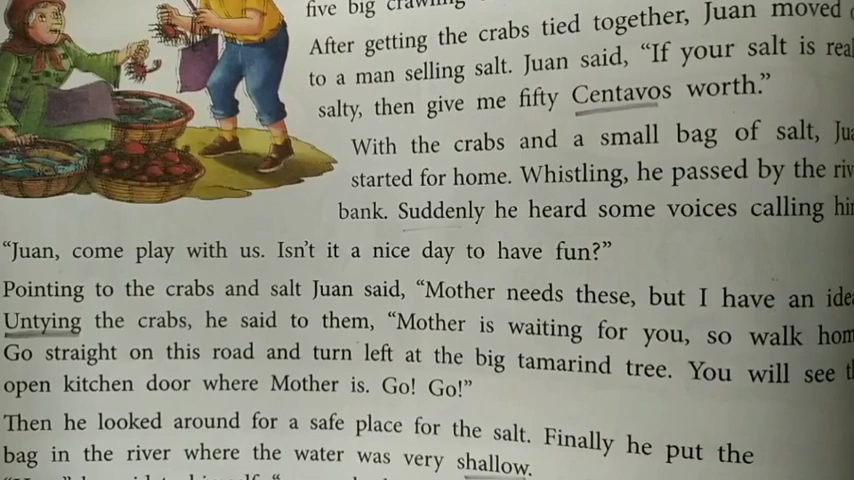 five big crawling
After getting the crabs tied together, Juan moved
to a man selling salt. Juan said, “If your salt is
salty, then give me fifty Centavos worth.”
With the crabs and a small bag of salt,
started for home. Whistling, he passed by the
bank. Suddenly he heard some voices calling
“Juan, come play with us. Isn’t it a nice day to have fun?”
Pointing to the crabs and salt Juan said, “Mother needs these, but I have an
Untying the crabs, he said to them, “Mother is waiting for you, so walk
Go straight on this road and turn left at the big tamarind tree. You will see
open kitchen door where Mother is. Go! Go!”
Then he looked around for a safe place for the salt. Finally he put the
bag in the river where the water was very shallow.